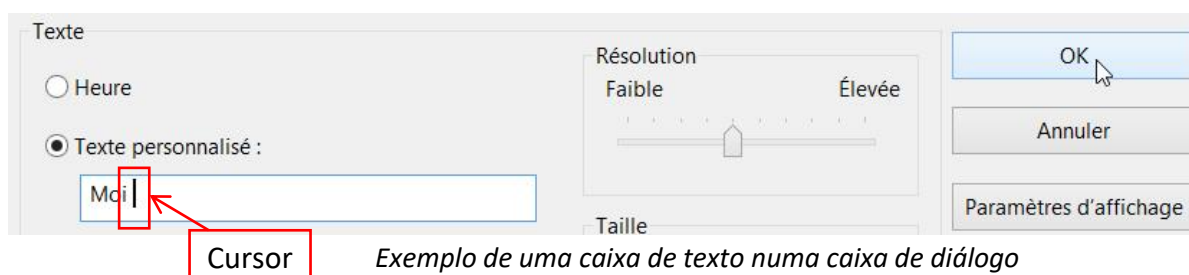 Texte
Résolution
OK
Heure
Faible Élevée
Annuler
Texte personnalisé :
Moi
Paramètres d'affichage
Taille
Cursor
Exemplo de uma caixa de texto numa caixa de diálogo